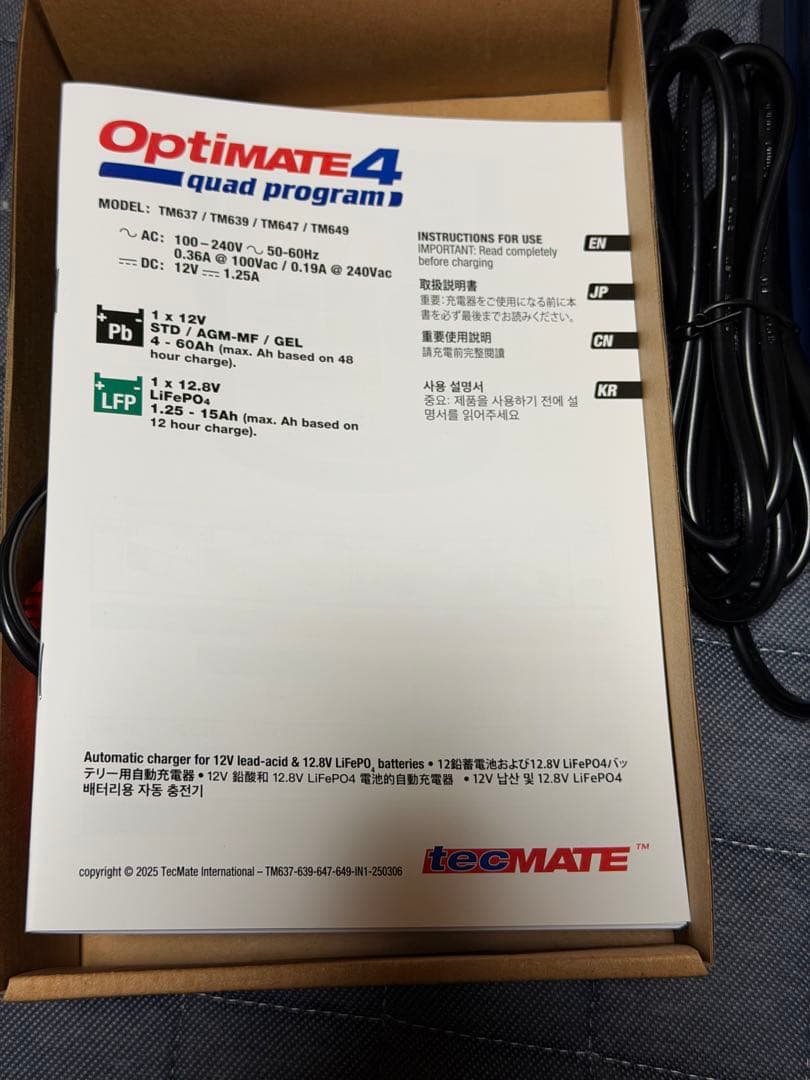 OptiMATE4
quad program
MODEL: TM637 / TM639 / TM647 / TM649
AC: 100–240V ~ 50-60Hz
0.36A @ 100Vac / 0.19A @ 240Vac
DC: 12V ⎓ 1.25A
+ -
Pb
1 x 12V
STD / AGM-MF / GEL
4 - 60Ah (max. Ah based on 48
hour charge).
+ -
LFP
1 x 12.8V
LiFePO₄
1.25 - 15Ah (max. Ah based on
12 hour charge).
INSTRUCTIONS FOR USE
IMPORTANT: Read completely
before charging
EN
取扱説明書
重要:充電器をご使用になる前に本
書を必ず最後までお読みください。
JP
重要使用說明
請充電前完整閱讀
CN
사용 설명서
중요: 제품을 사용하기 전에 설
명서를 읽어주세요
KR
Automatic charger for 12V lead-acid & 12.8V LiFePO₄ batteries • 12鉛蓄電池および12.8V LiFePO4バッ
テリー用自動充電器 • 12V 鉛酸和 12.8V LiFePO4 電池的自動充電器 • 12V 납산 및 12.8V LiFePO4
배터리용 자동 충전기
tecMATE™
copyright © 2025 TecMate International – TM637-639-647-649-IN1-250306